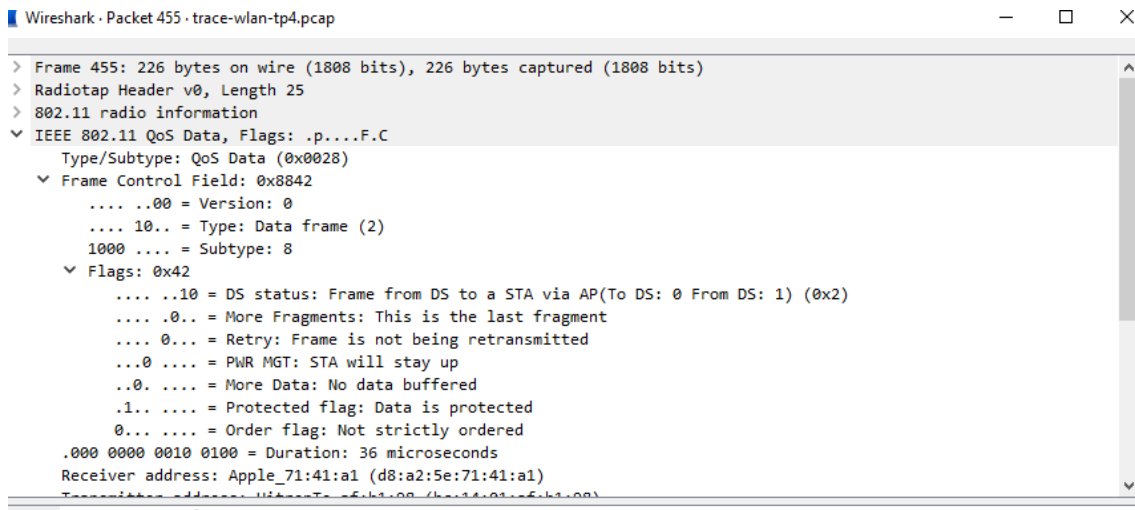 Wireshark · Packet 455 · trace-wlan-tp4.pcap
Frame 455: 226 bytes on wire (1808 bits), 226 bytes captured (1808 bits)
Radiotap Header v0, Length 25
802.11 radio information
IEEE 802.11 QoS Data, Flags: .p....F.C
Type/Subtype: QoS Data (0x0028)
Frame Control Field: 0x8842
.... ..00 = Version: 0
.... 10.. = Type: Data frame (2)
1000 .... = Subtype: 8
Flags: 0x42
.... ..10 = DS status: Frame from DS to a STA via AP(To DS: 0 From DS: 1) (0x2)
.... .0.. = More Fragments: This is the last fragment
.... 0... = Retry: Frame is not being retransmitted
...0 .... = PWR MGT: STA will stay up
..0. .... = More Data: No data buffered
.1.. .... = Protected flag: Data is protected
0... .... = Order flag: Not strictly ordered
.000 0000 0010 0100 = Duration: 36 microseconds
Receiver address: Apple_71:41:a1 (d8:a2:5e:71:41:a1)